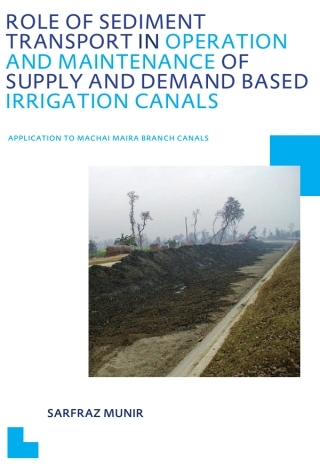 ROLE OF SEDIMENT
TRANSPORT IN OPERATION
AND MAINTENANCE OF
SUPPLY AND DEMAND BASED
IRRIGATION CANALS
APPLICATION TO MACHAI MAIRA BRANCH CANALS
SARFRAZ MUNIR